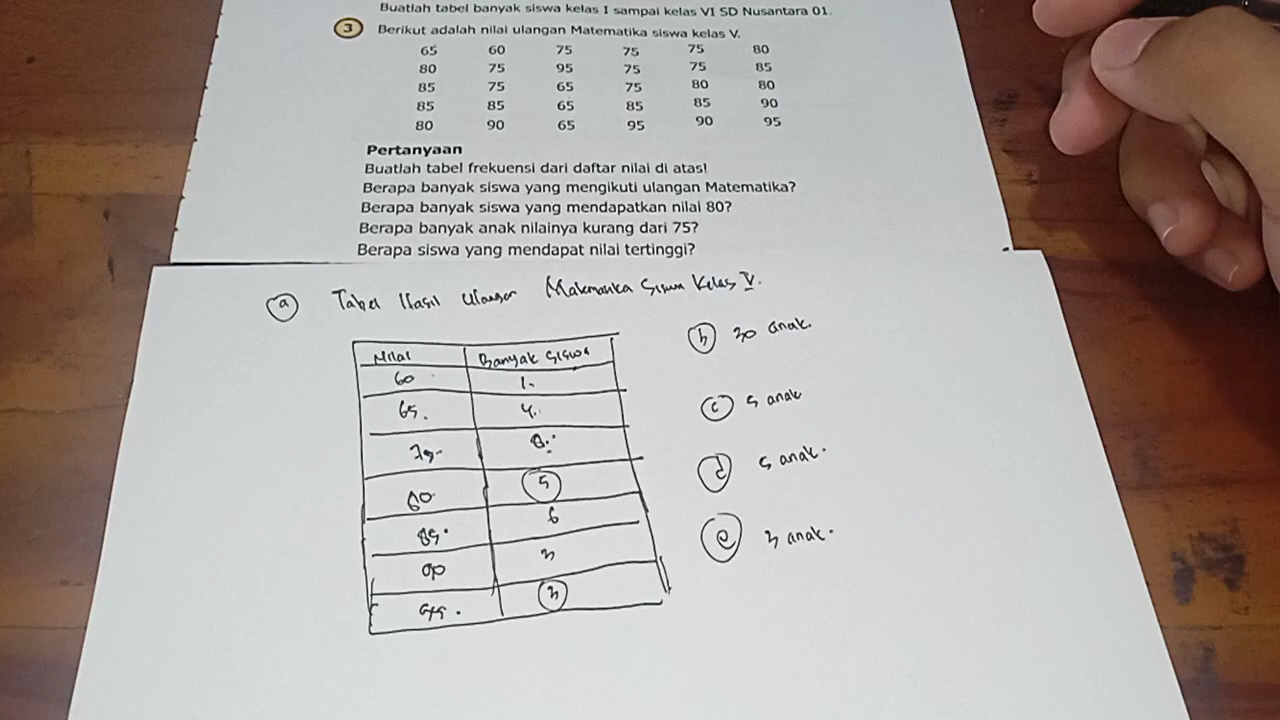 Buatlah tabel banyak siswa kelas I sampai kelas VI SD Nusantara 01.
3 Berikut adalah nilai ulangan Matematika siswa kelas V.
65 60 75 75 75 80
80 75 95 75 75 85
85 75 65 75 80 80
85 85 65 85 85 90
80 90 65 95 90 95
Pertanyaan
Buatlah tabel frekuensi dari daftar nilai di atas!
Berapa banyak siswa yang mengikuti ulangan Matematika?
Berapa banyak siswa yang mendapatkan nilai 80?
Berapa banyak anak nilainya kurang dari 75?
Berapa siswa yang mendapat nilai tertinggi?
a Tabel Hasil Ulangan Matematika Siswa Kelas V.
Nilai Banyak Siswa
60 1
65. 4.
75. 8.
80. 5
85. 6
90 3
95. 3
b 30 anak.
c 5 anak
d 5 anak.
e 3 anak.